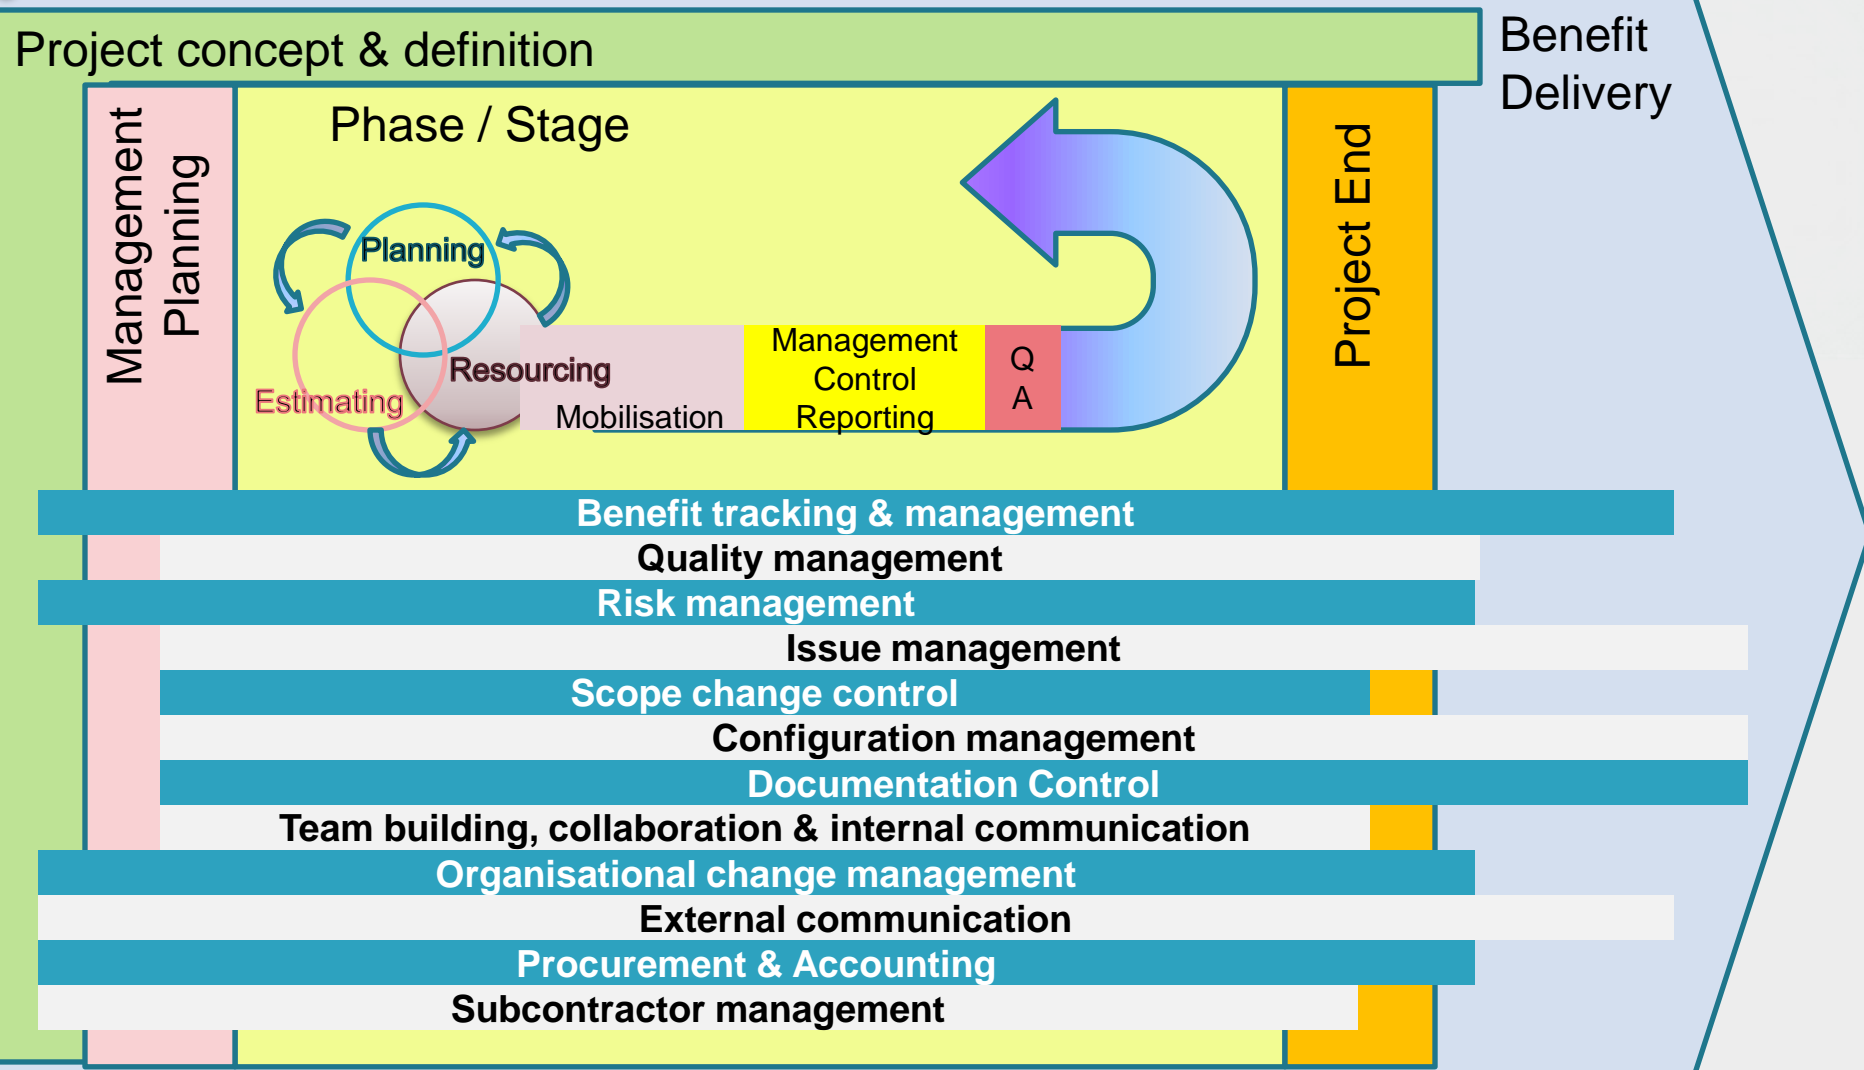 Project concept & definition
Benefit
Delivery
Management
Planning
Phase / Stage
Project End
Planning
Estimating
Resourcing
Mobilisation
Management
Control
Reporting
Q
A
Benefit tracking & management
Quality management
Risk management
Issue management
Scope change control
Configuration management
Documentation Control
Team building, collaboration & internal communication
Organisational change management
External communication
Procurement & Accounting
Subcontractor management